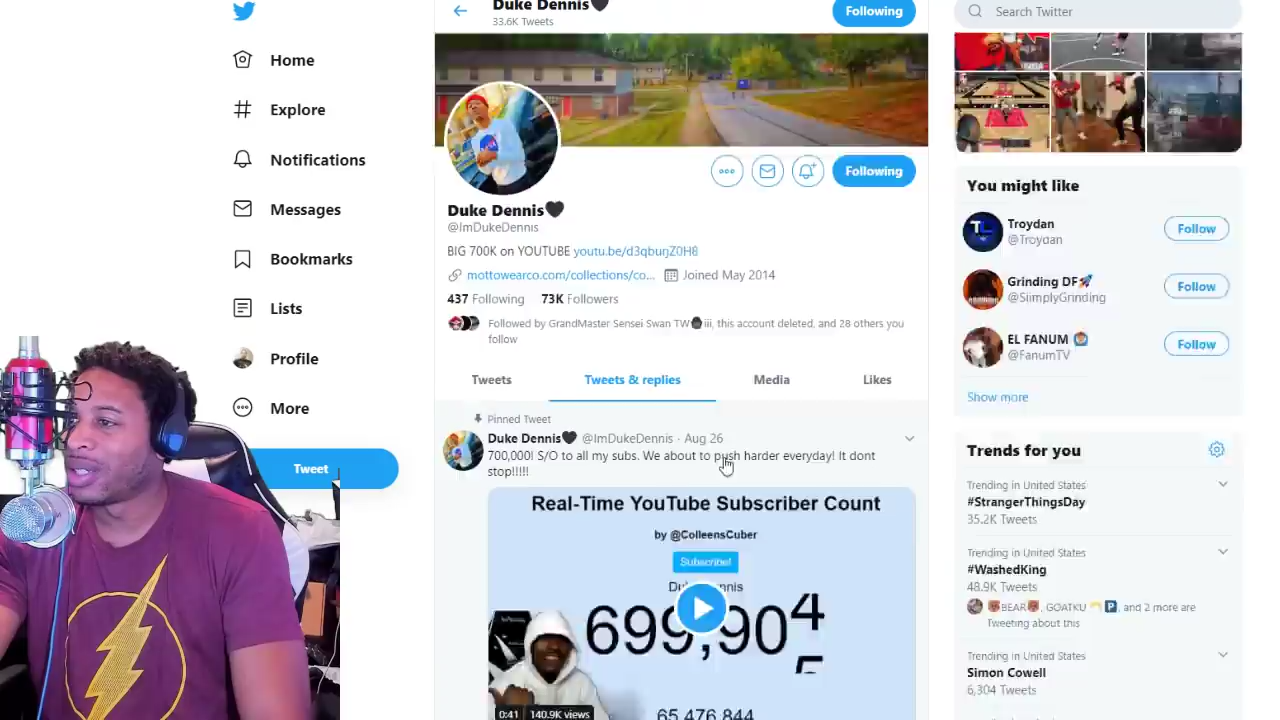 Home
Explore
Notifications
Messages
Bookmarks
Lists
Profile
More
Tweet
Duke Dennis🖤
33.6K Tweets
Following
Following
Duke Dennis🖤
@ImDukeDennis
BIG 700K on YOUTUBE youtu.be/d3qbunZ0H8
mottowearco.com/collections/co... Joined May 2014
437 Following 73K Followers
Followed by GrandMaster Sensei Swan TW iii, this account deleted, and 28 others you
follow
Tweets Tweets & replies Media Likes
Pinned Tweet
Duke Dennis🖤 @ImDukeDennis · Aug 26
700,000! S/O to all my subs. We about to push harder everyday! It dont
stop!!!!!
Real-Time YouTube Subscriber Count
by @ColleensCuber
Subscribe!
699,90
65,476,844
0:41 140.9K views
Search Twitter
You might like
Troydan
@Troydan
Follow
Grinding DF🚀
@SiimplyGrinding
Follow
EL FANUM
@FanumTV
Follow
Show more
Trends for you
Trending in United States
#StrangerThingsDay
35.2K Tweets
Trending in United States
#WashedKing
48.9K Tweets
🐻BEAR🐻, GOATKU 🅿, and 2 more are
Tweeting about this
Trending in United States
Simon Cowell
6,304 Tweets